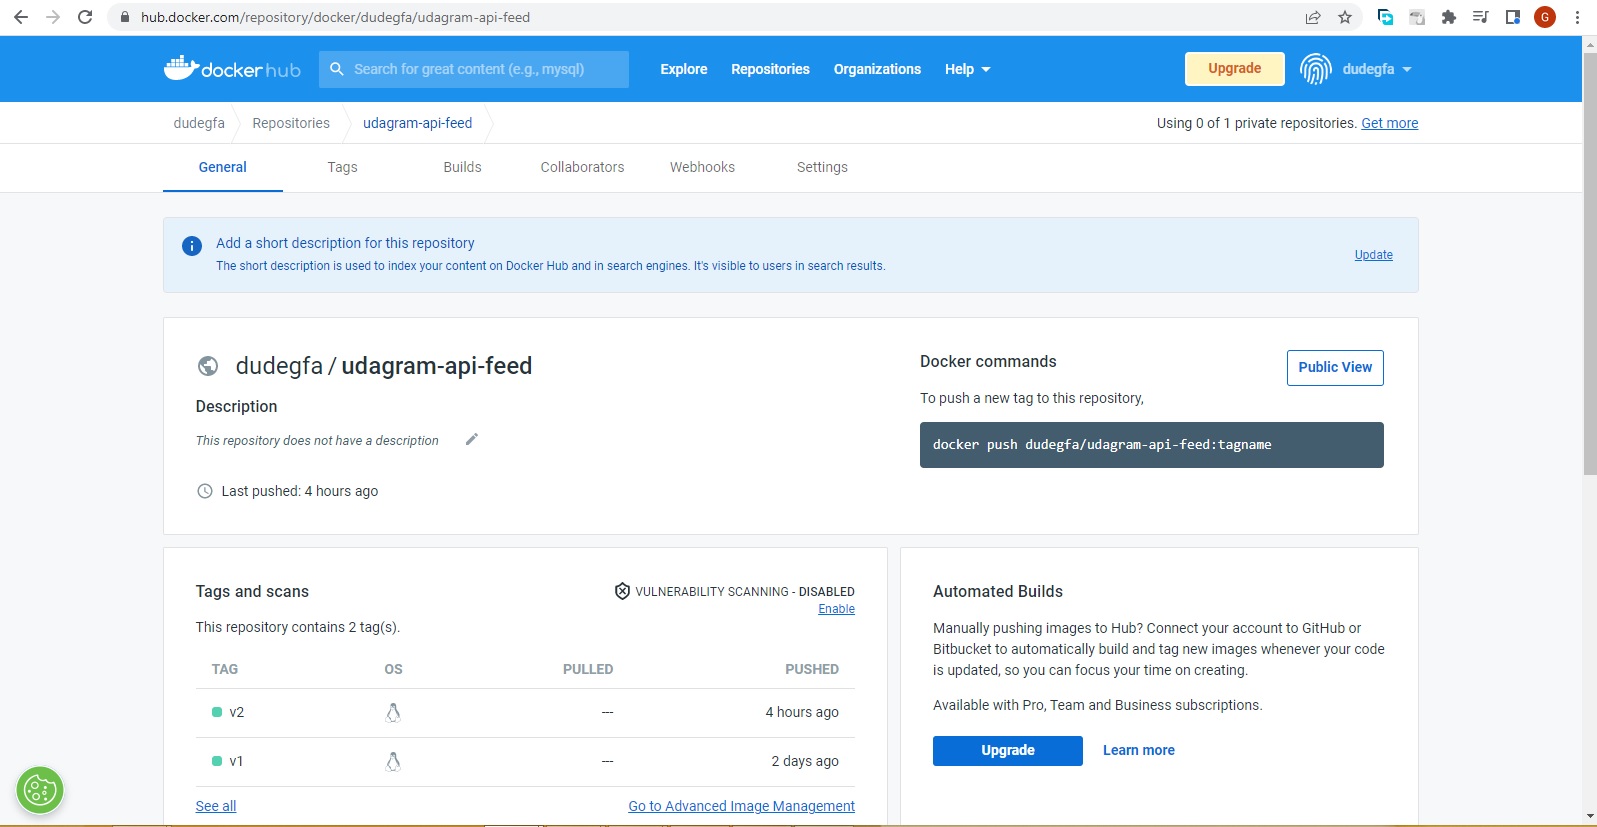 hub.docker.com/repository/docker/dudegfa/udagram-api-feed
G
dockerhub
Search for great content (e.g., mysql)
Explore
Repositories
Organizations
Help
Upgrade
dudegfa
dudegfa
Repositories
udagram-api-feed
Using 0 of 1 private repositories. Get more
General
Tags
Builds
Collaborators
Webhooks
Settings
Add a short description for this repository
The short description is used to index your content on Docker Hub and in search engines. It's visible to users in search results.
Update
dudegfa / udagram-api-feed
Description
This repository does not have a description
Last pushed: 4 hours ago
Docker commands
Public View
To push a new tag to this repository,
docker push dudegfa/udagram-api-feed:tagname
Tags and scans
VULNERABILITY SCANNING - DISABLED
Enable
This repository contains 2 tag(s).
TAG OS PULLED PUSHED
v2 --- 4 hours ago
v1 --- 2 days ago
See all
Go to Advanced Image Management
Automated Builds
Manually pushing images to Hub? Connect your account to GitHub or
Bitbucket to automatically build and tag new images whenever your code
is updated, so you can focus your time on creating.
Available with Pro, Team and Business subscriptions.
Upgrade
Learn more